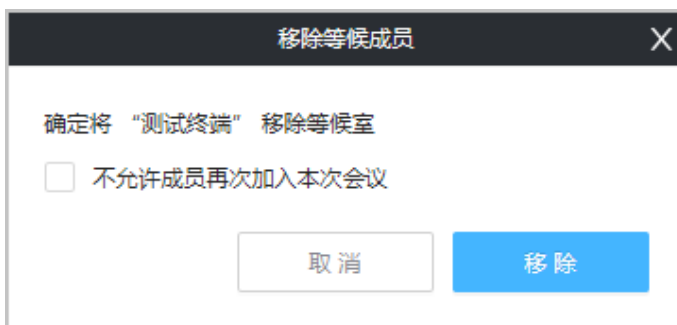 移除等候成员
确定将 “测试终端” 移除等候室
不允许成员再次加入本次会议
取消
移除